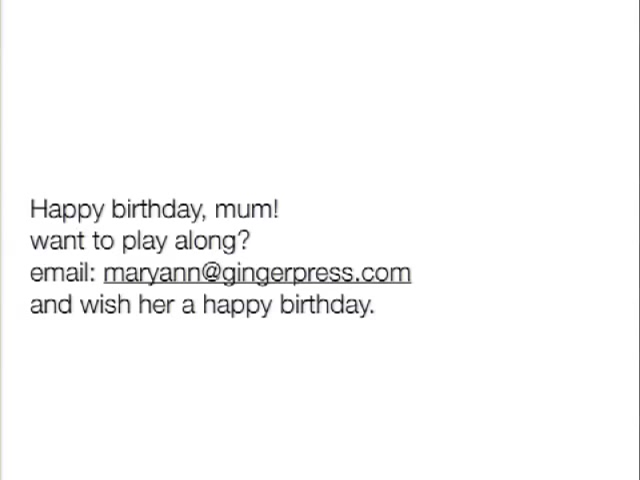 Happy birthday, mum!
want to play along?
email: maryann@gingerpress.com
and wish her a happy birthday.